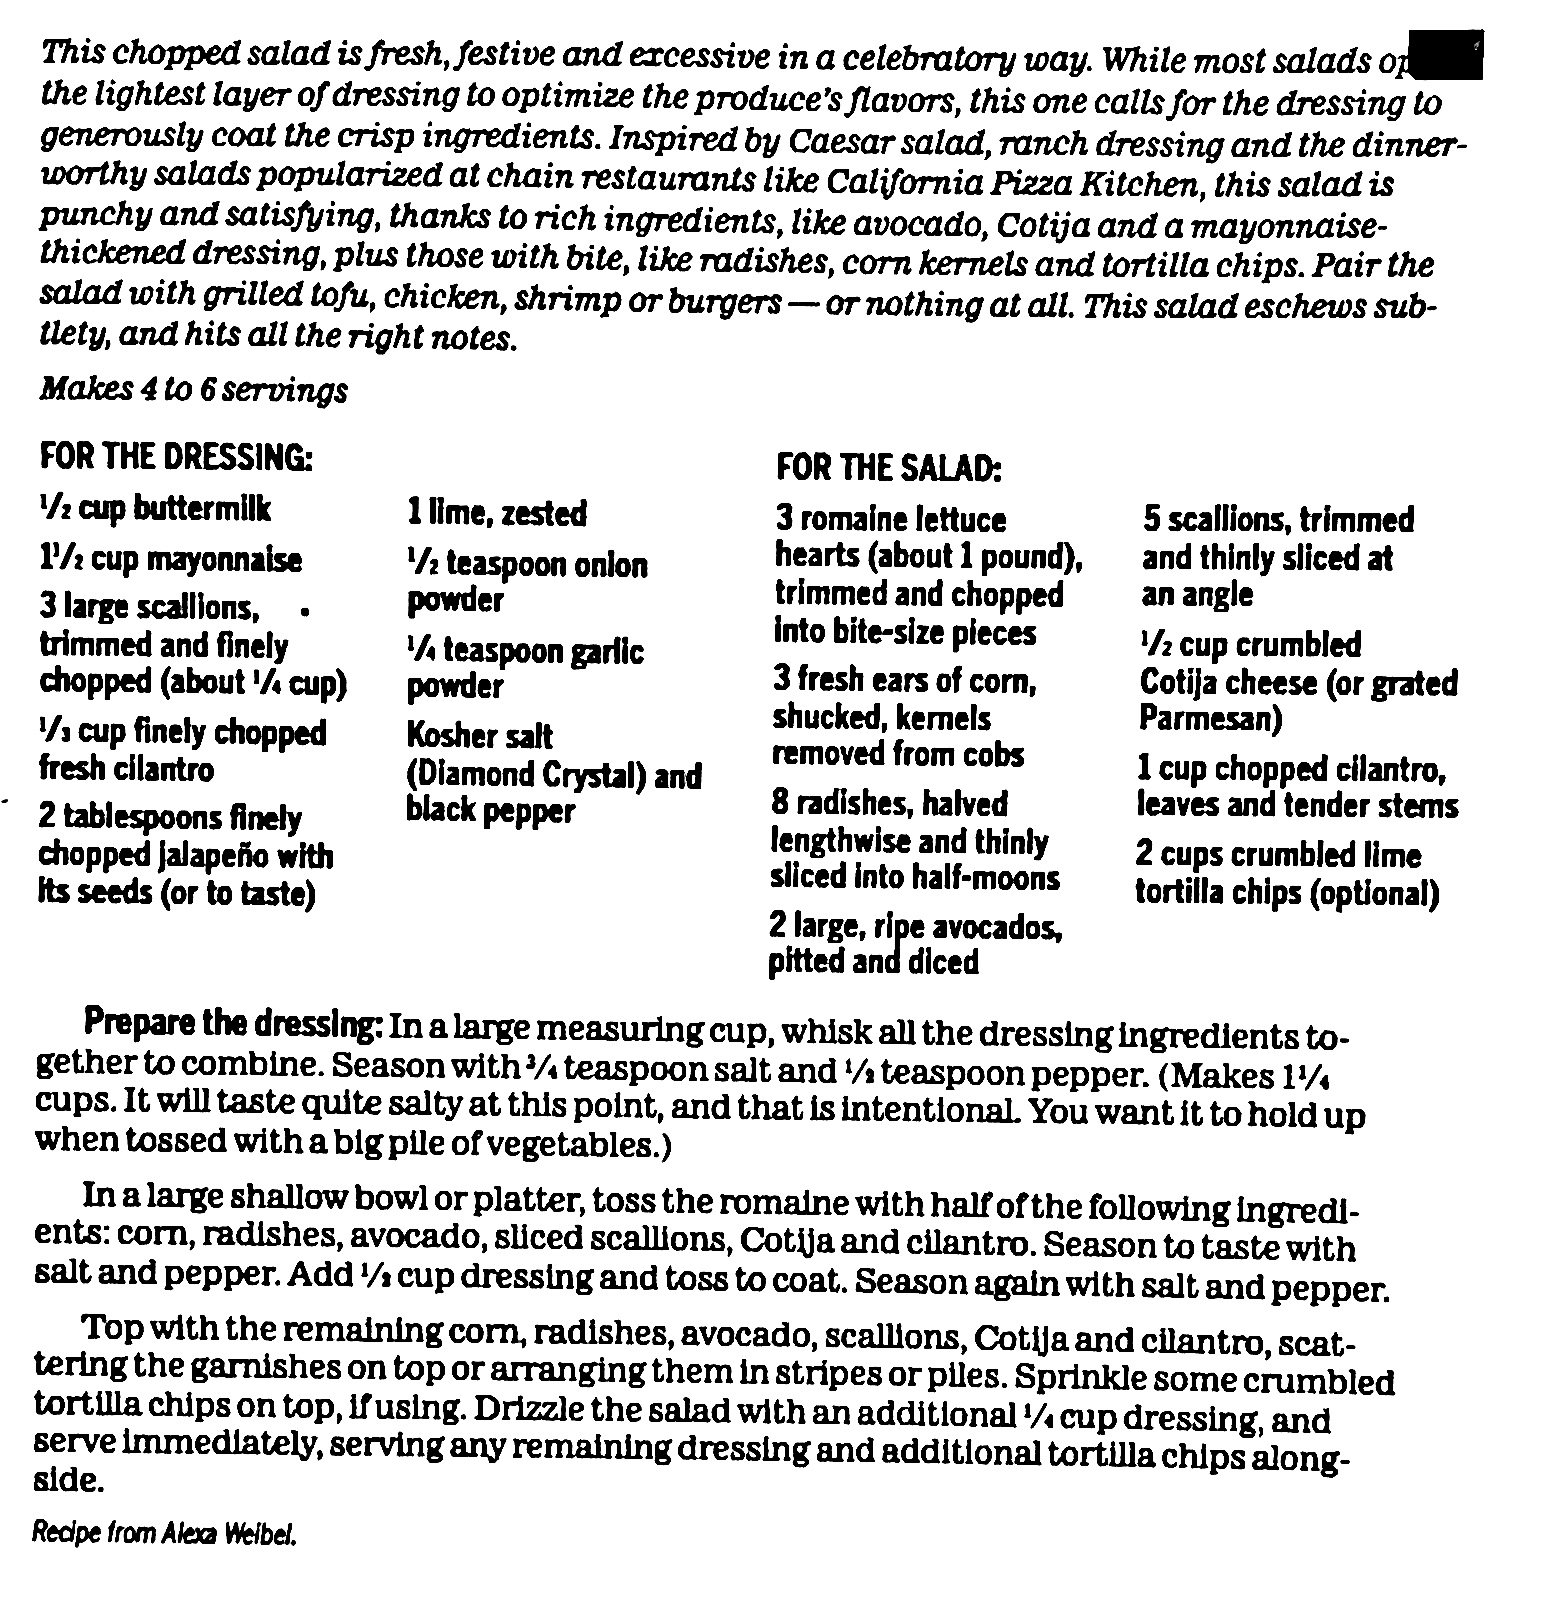 This chopped salad is fresh, festive and excessive in a celebratory way. While most salads
the lightest layer of dressing to optimize the produce's flavors, this one calls for the dressing to
generously coat the crisp ingredients. Inspired by Caesar salad, ranch dressing and the dinner-
worthy salads popularized at chain restaurants like California Pizza Kitchen, this salad is
punchy and satisfying, thanks to rich ingredients, like avocado, Cotija and a mayonnaise-
thickened dressing, plus those with bite, like radishes, corn kernels and tortilla chips. Pair the
salad with grilled tofu, chicken, shrimp or burgers — or nothing at all. This salad eschews sub-
tlety, and hits all the right notes.
Makes 4 to 6 servings
FOR THE DRESSING:
1/2 cup buttermilk
1 1/2 cup mayonnaise
3 large scallions,
trimmed and finely
chopped (about 1/4 cup)
1/3 cup finely chopped
fresh cilantro
2 tablespoons finely
chopped jalapeño with
its seeds (or to taste)
1 lime, zested
1/2 teaspoon onion
powder
1/4 teaspoon garlic
powder
Kosher salt
(Diamond Crystal) and
black pepper
FOR THE SALAD:
3 romaine lettuce
hearts (about 1 pound),
trimmed and chopped
into bite-size pieces
3 fresh ears of corn,
shucked, kernels
removed from cobs
8 radishes, halved
lengthwise and thinly
sliced into half-moons
2 large, ripe avocados,
pitted and diced
5 scallions, trimmed
and thinly sliced at
an angle
1/2 cup crumbled
Cotija cheese (or grated
Parmesan)
1 cup chopped cilantro,
leaves and tender stems
2 cups crumbled lime
tortilla chips (optional)
Prepare the dressing: In a large measuring cup, whisk all the dressing ingredients to-
gether to combine. Season with 3/4 teaspoon salt and 1/2 teaspoon pepper. (Makes 1 1/4
cups. It will taste quite salty at this point, and that is intentional. You want it to hold up
when tossed with a big pile of vegetables.)
In a large shallow bowl or platter, toss the romaine with half of the following ingredi-
ents: corn, radishes, avocado, sliced scallions, Cotija and cilantro. Season to taste with
salt and pepper. Add 1/2 cup dressing and toss to coat. Season again with salt and pepper.
Top with the remaining corn, radishes, avocado, scallions, Cotija and cilantro, scat-
tering the garnishes on top or arranging them in stripes or piles. Sprinkle some crumbled
tortilla chips on top, if using. Drizzle the salad with an additional 1/4 cup dressing, and
serve immediately, serving any remaining dressing and additional tortilla chips along-
side.
Recipe from Alexa Weibel.